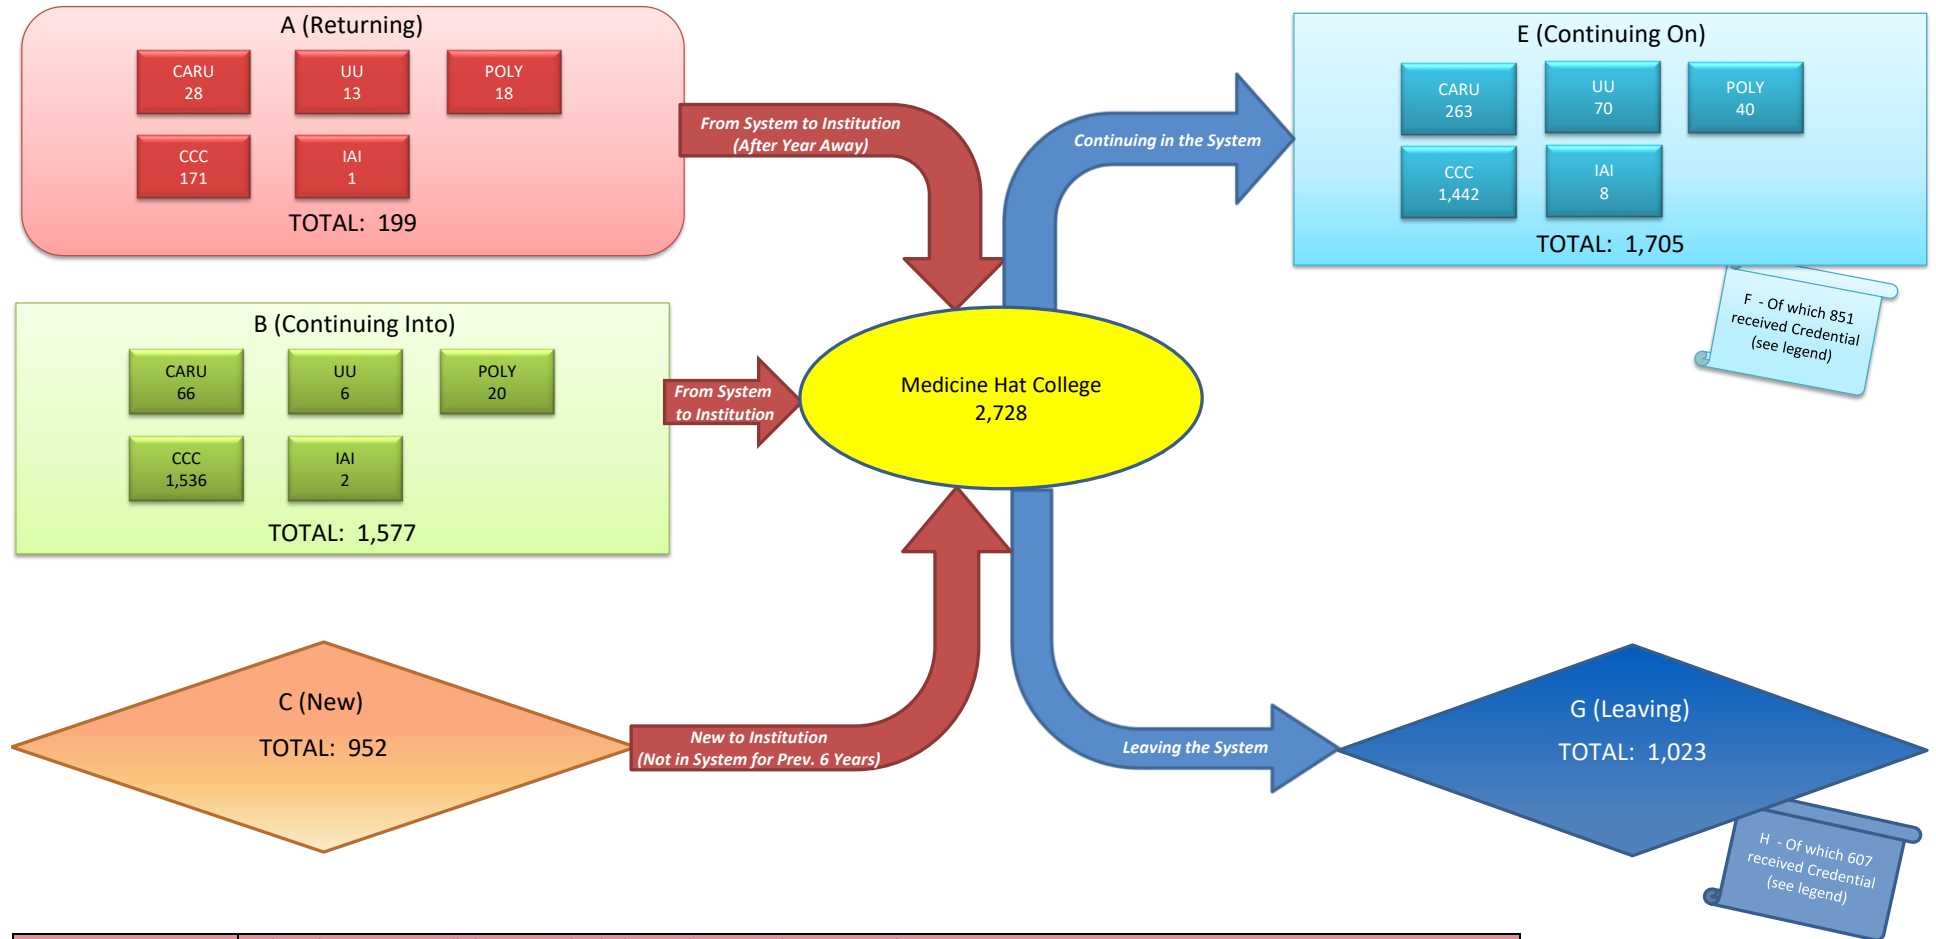 A (Returning)
CARU
28
UU
13
POLY
18
CCC
171
IAI
1
TOTAL: 199
From System to Institution
(After Year Away)
B (Continuing Into)
CARU
66
UU
6
POLY
20
CCC
1,536
IAI
2
TOTAL: 1,577
From System
to Institution
C (New)
TOTAL: 952
New to Institution
(Not in System for Prev. 6 Years)
Medicine Hat College
2,728
Continuing in the System
E (Continuing On)
CARU
263
UU
70
POLY
40
CCC
1,442
IAI
8
TOTAL: 1,705
F - Of which 851
received Credential
(see legend)
Leaving the System
G (Leaving)
TOTAL: 1,023
H - Of which 607
received Credential
(see legend)